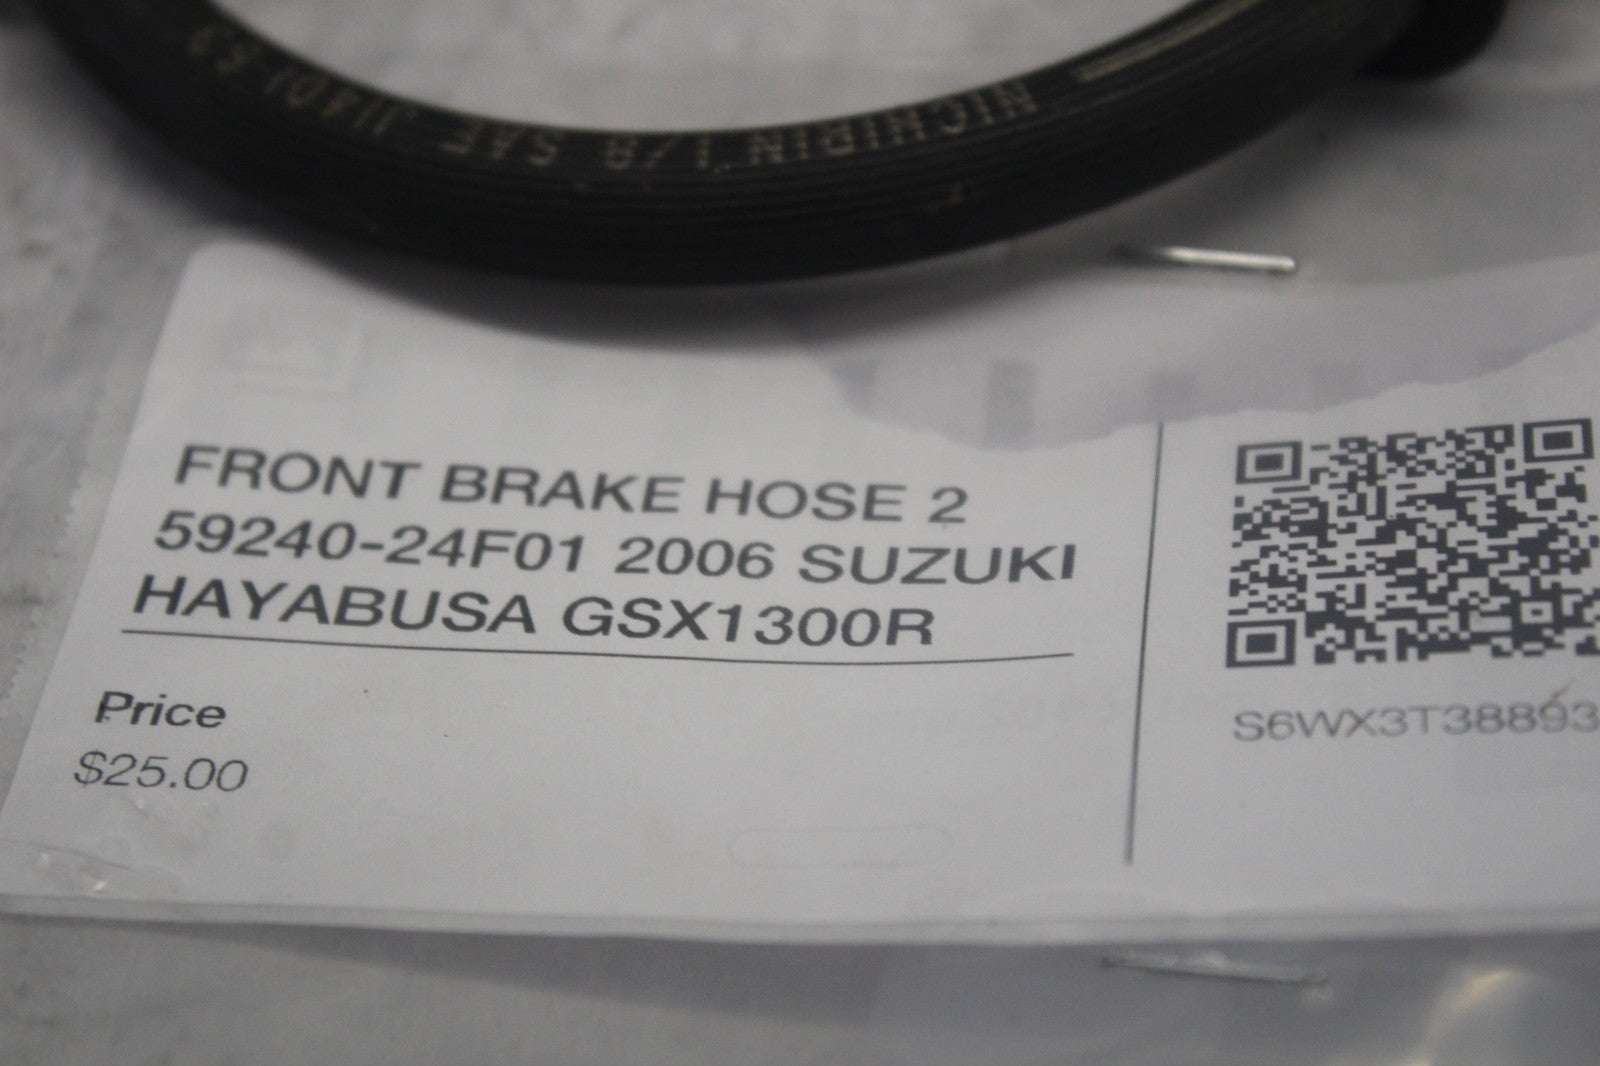 NICHIRIN 1/8 SAE J1401 S3
FRONT BRAKE HOSE 2
59240-24F01 2006 SUZUKI
HAYABUSA GSX1300R
Price
$25.00
S6WX3T38893